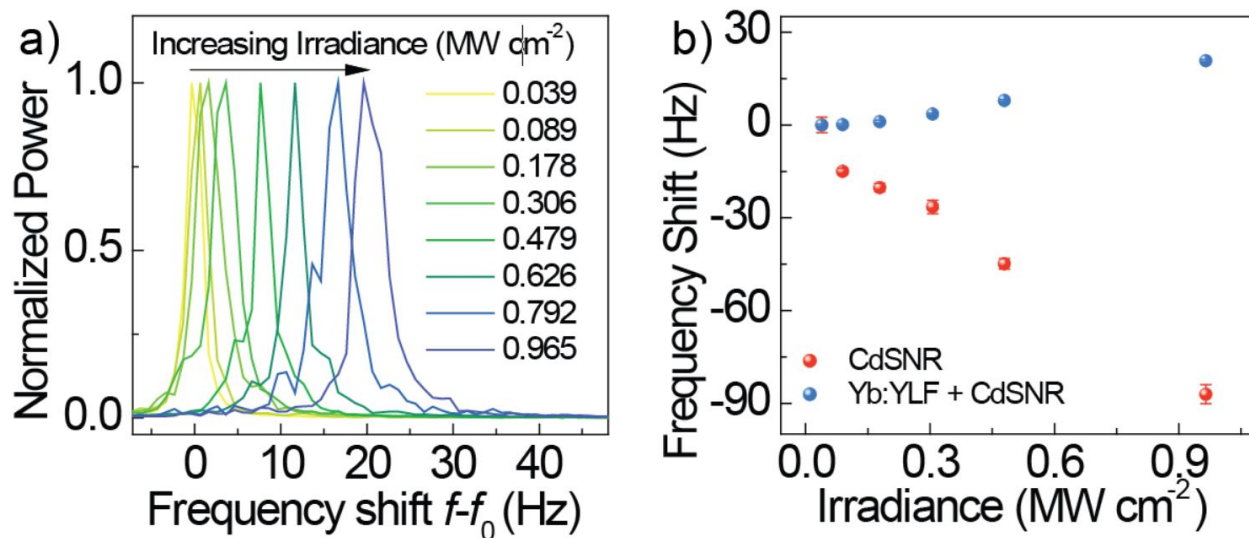 a)
Increasing Irradiance (MW cm-2)
0.039
0.089
0.178
0.306
0.479
0.626
0.792
0.965
1.0
0.5
0.0
Normalized Power
0 10 20 30 40
Frequency shift f-f0 (Hz)
b)
30
0
-30
-60
-90
Frequency Shift (Hz)
CdSNR
Yb:YLF + CdSNR
0.0 0.3 0.6 0.9
Irradiance (MW cm-2)